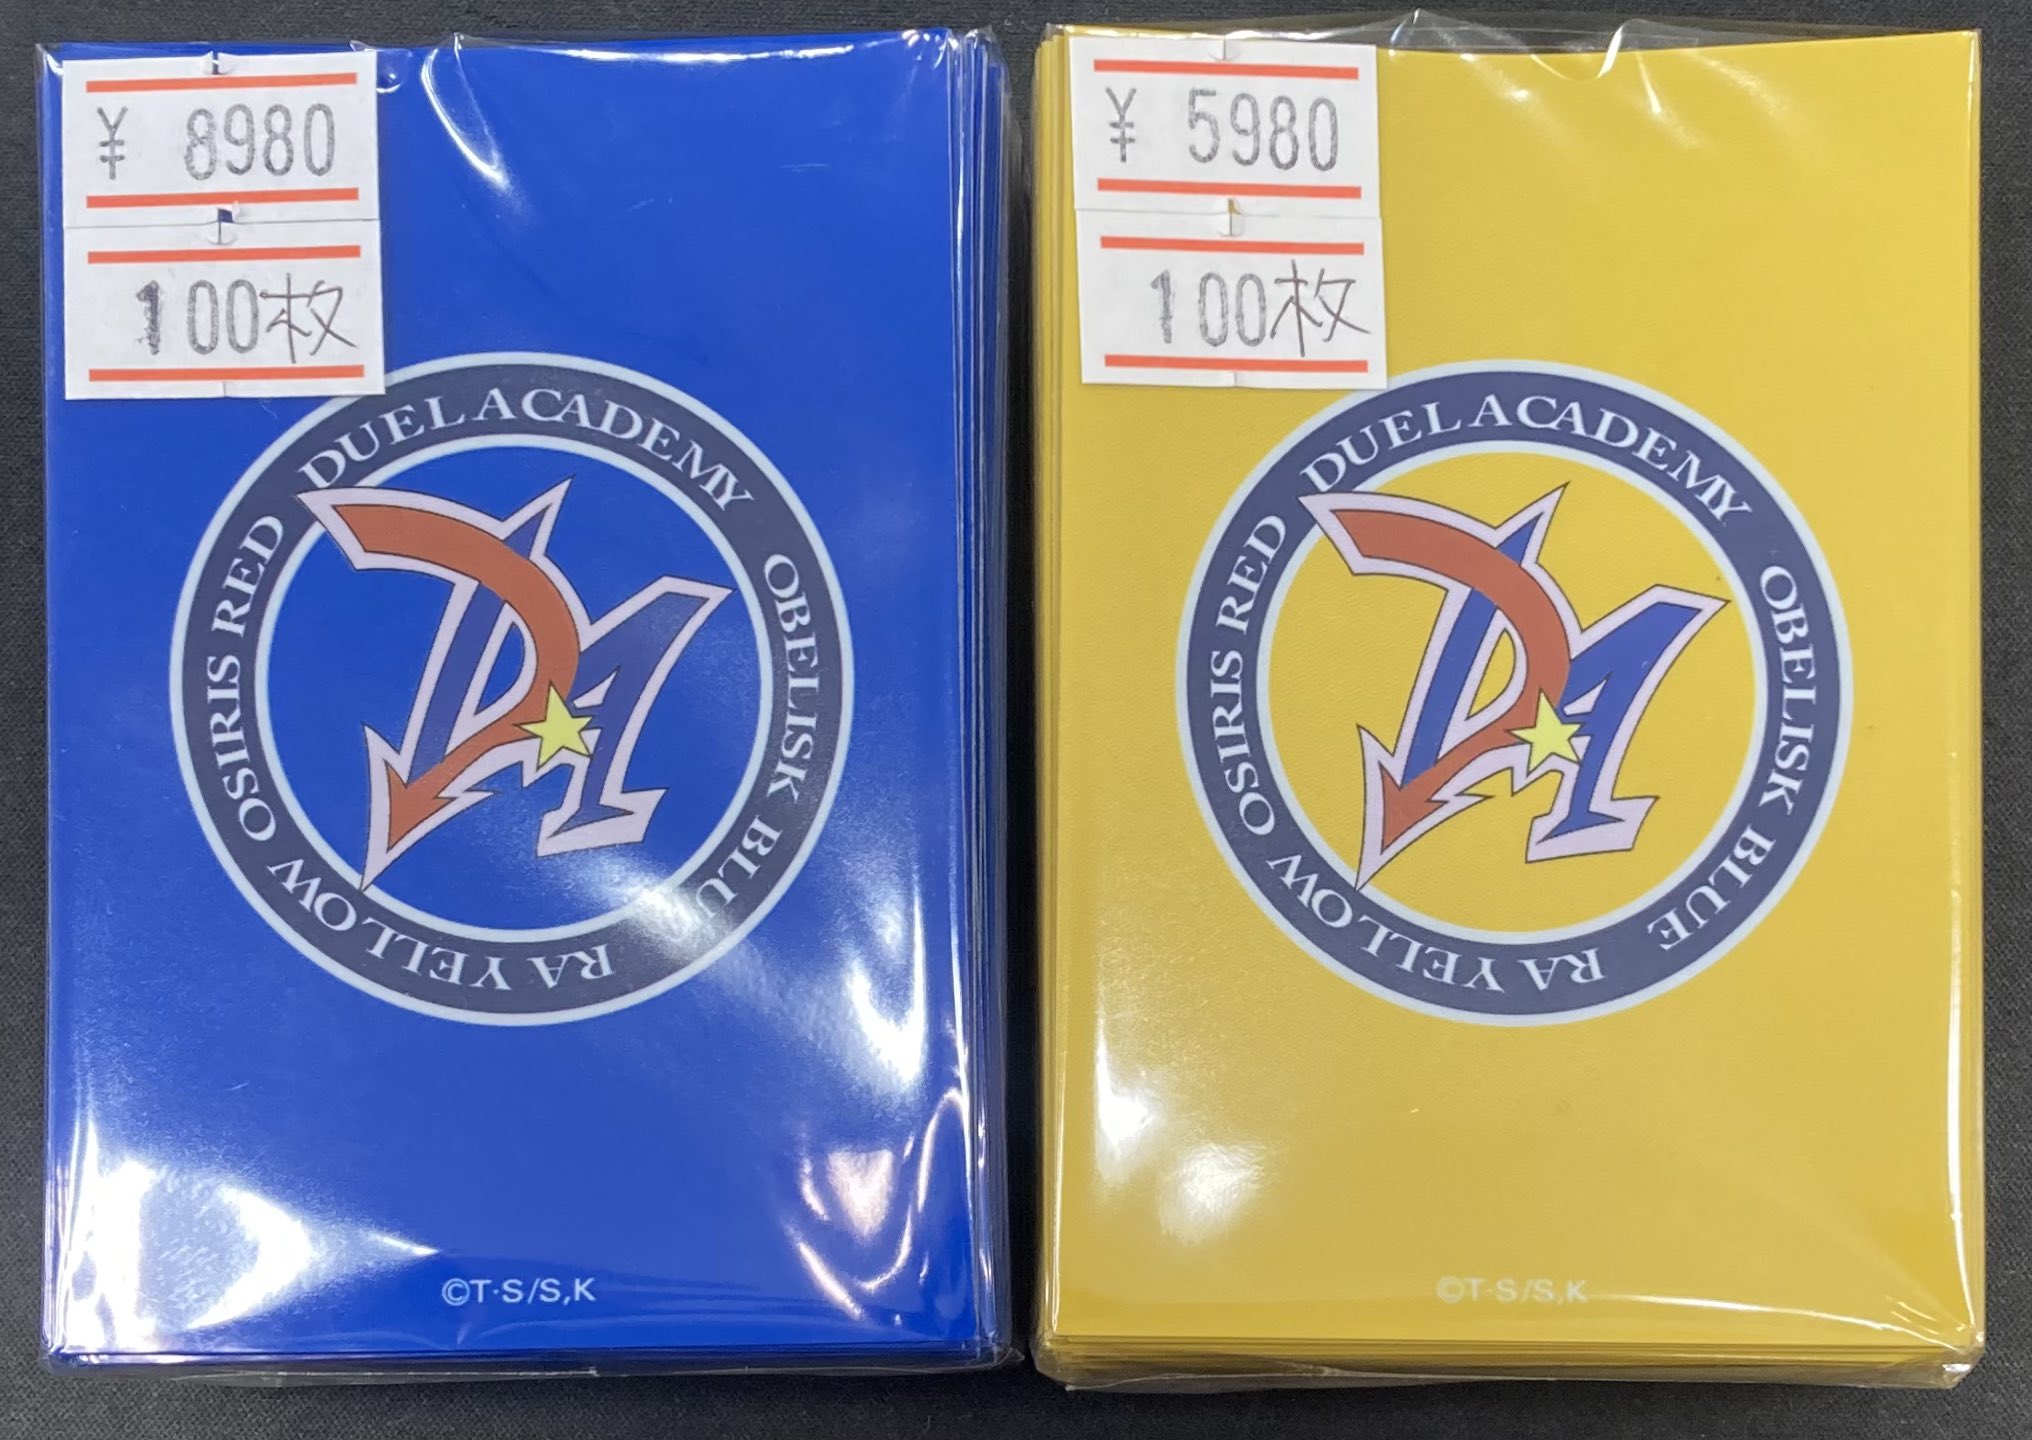 ¥ 8980
100枚
DUEL ACADEMY
OBELISK BLUE
RA YELLOW
OSIRIS RED
DA
©T·S/S,K
¥ 5980
100枚
DUEL ACADEMY
OBELISK BLUE
RA YELLOW
OSIRIS RED
DA
©T·S/S,K